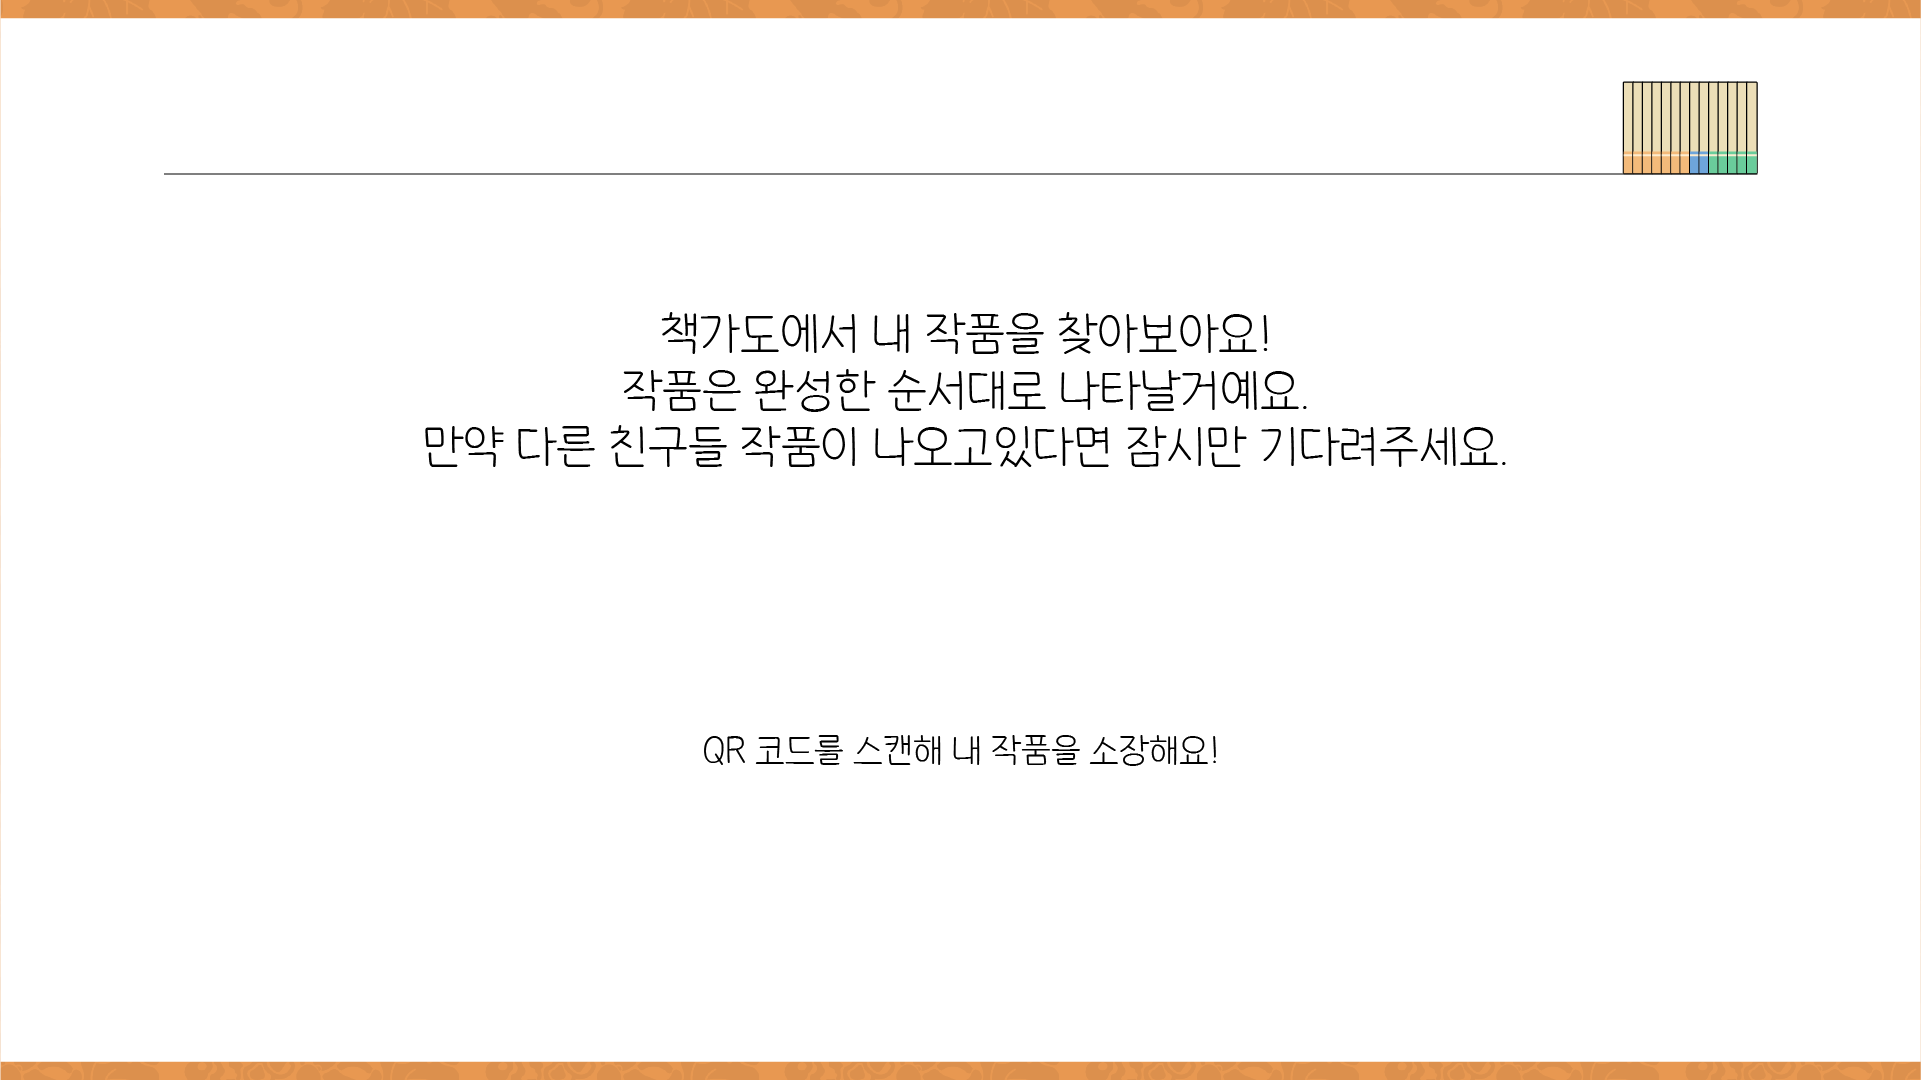 책가도에서 내 작품을 찾아보아요!
작품은 완성한 순서대로 나타날거예요.
만약 다른 친구들 작품이 나오고있다면 잠시만 기다려주세요.
QR 코드를 스캔해 내 작품을 소장해요!